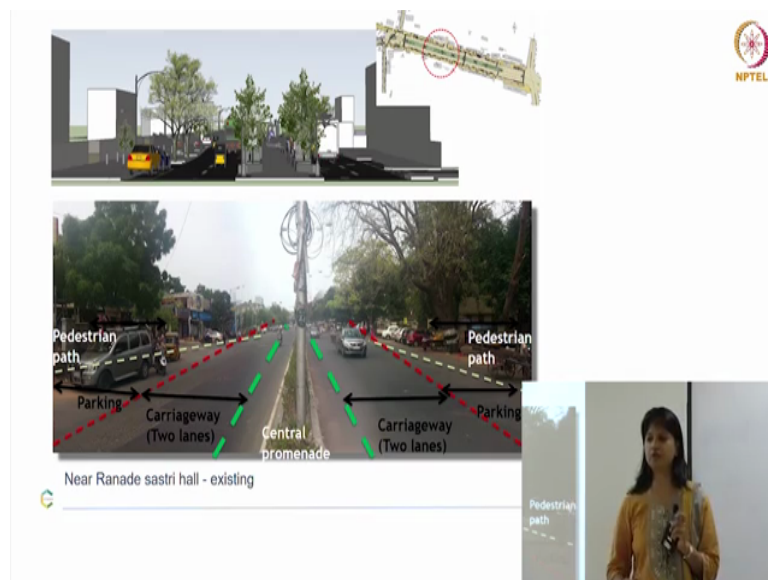 NPTEL
Pedestrian
path
Parking
Carriageway
(Two lanes)
Central
promenade
Carriageway
(Two lanes)
Parking
Pedestrian
path
Near Ranade sastri hall - existing
Pedestrian
path